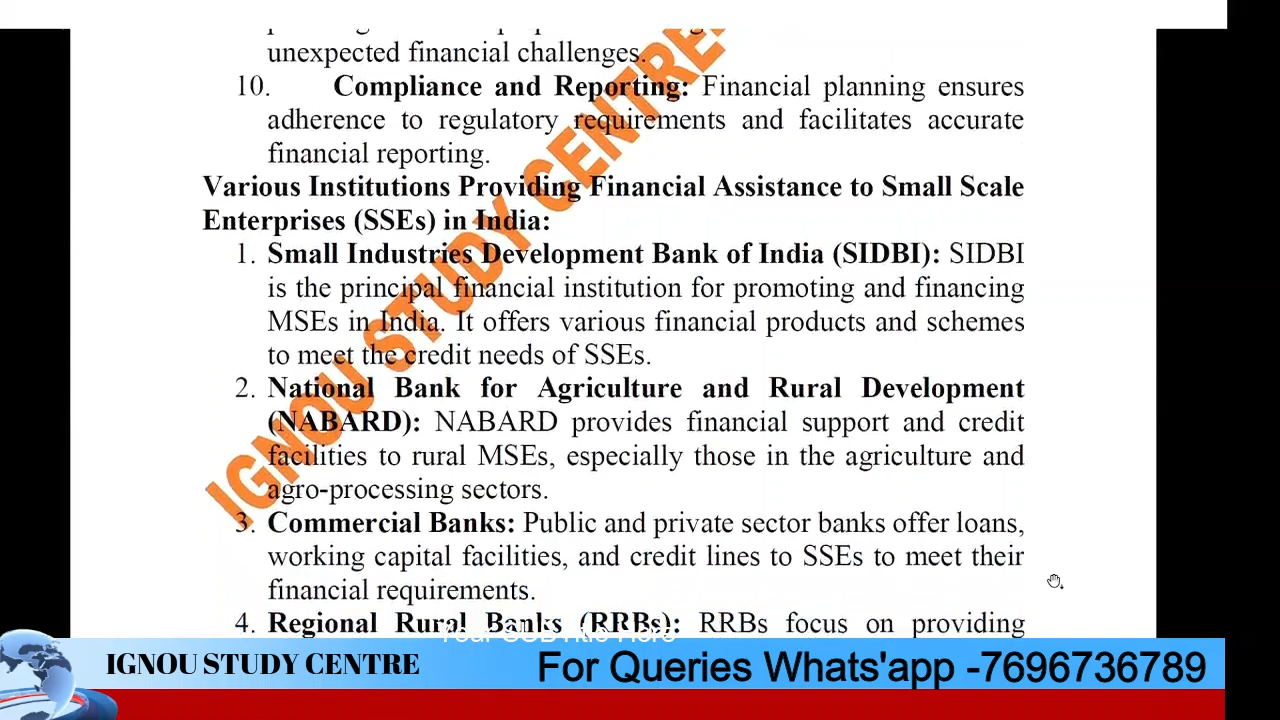 unexpected financial challenges.
10. Compliance and Reporting: Financial planning ensures
adherence to regulatory requirements and facilitates accurate
financial reporting.
Various Institutions Providing Financial Assistance to Small Scale
Enterprises (SSEs) in India:
1. Small Industries Development Bank of India (SIDBI): SIDBI
is the principal financial institution for promoting and financing
MSEs in India. It offers various financial products and schemes
to meet the credit needs of SSEs.
2. National Bank for Agriculture and Rural Development
(NABARD): NABARD provides financial support and credit
facilities to rural MSEs, especially those in the agriculture and
agro-processing sectors.
3. Commercial Banks: Public and private sector banks offer loans,
working capital facilities, and credit lines to SSEs to meet their
financial requirements.
4. Regional Rural Banks (RRBs): RRBs focus on providing
IGNOU STUDY CENTRE
Your SUBTitle Here
IGNOU STUDY CENTRE
For Queries Whats'app -7696736789